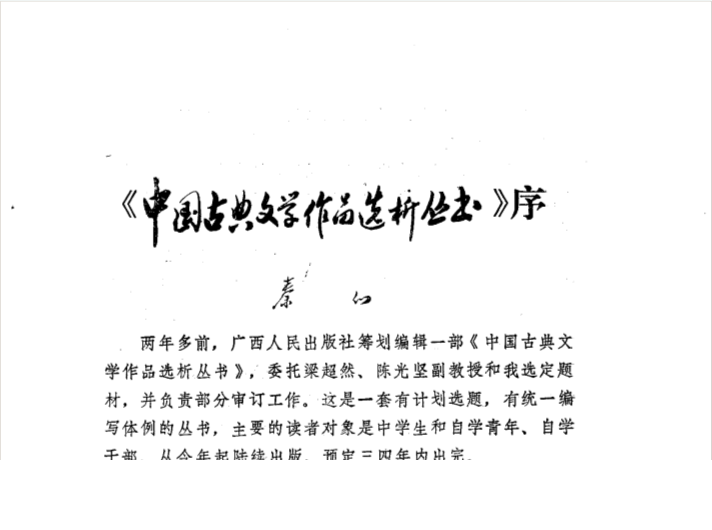 《中国古典文学作品选析丛书》序
秦似
两年多前，广西人民出版社筹划编辑一部《中国古典文
学作品选析丛书》，委托梁超然、陈光坚副教授和我选定题
材，并负责部分审订工作。这是一套有计划选题，有统一编
写体例的丛书，主要的读者对象是中学生和自学青年、自学
干部，从今年起陆续出版，预定三四年内出完。